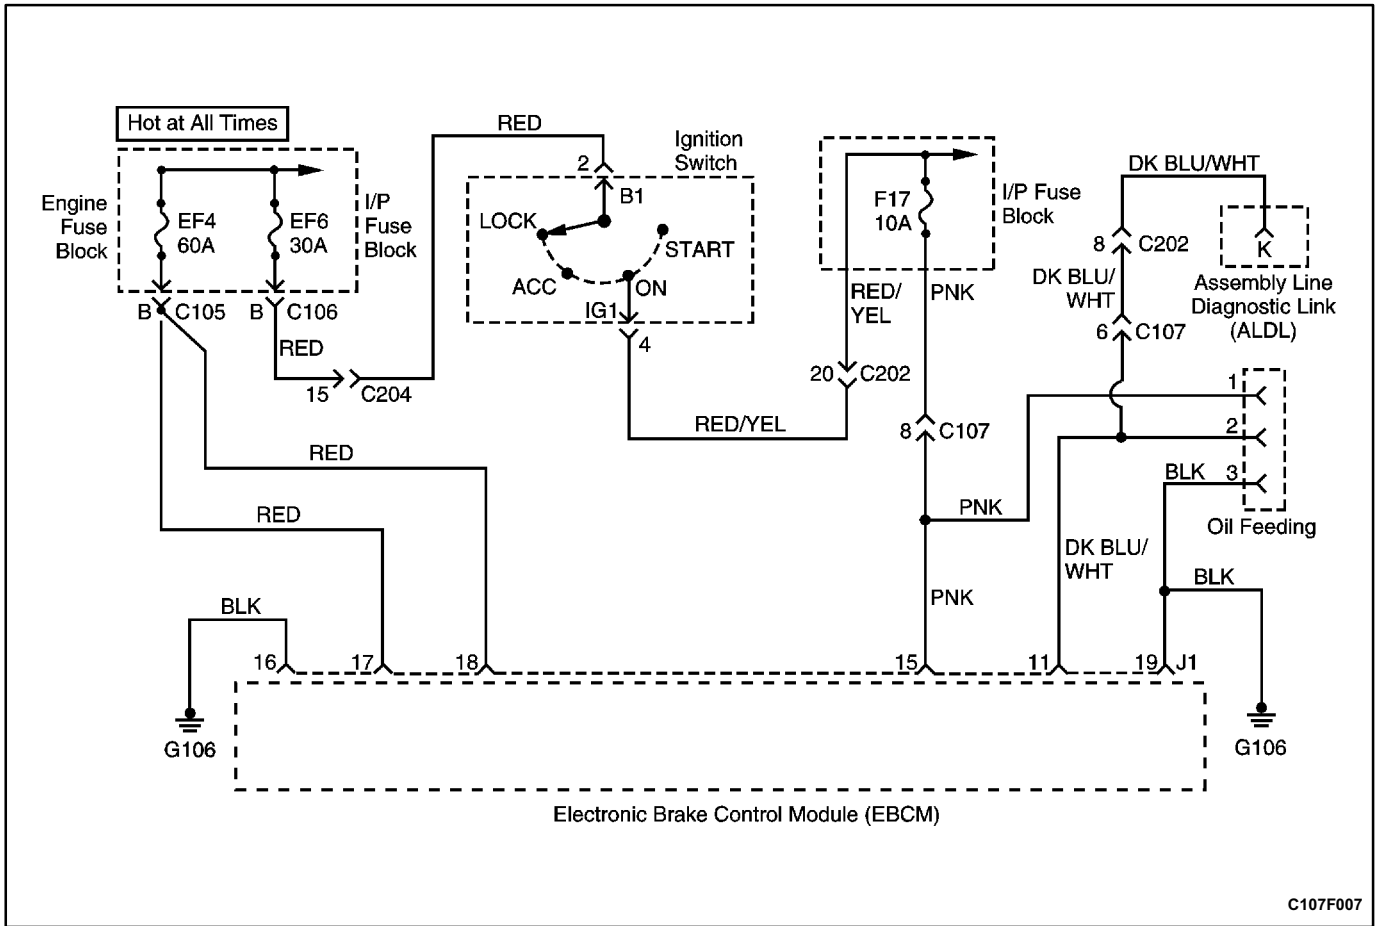 Hot at All Times
RED
Ignition
Switch
2
B1
LOCK
START
ACC
ON
IG1
4
Engine
Fuse
Block
EF4
60A
EF6
30A
I/P
Fuse
Block
B
C105
B
C106
RED
15
C204
F17
10A
I/P Fuse
Block
RED/
YEL
PNK
20
C202
8
C107
RED/YEL
DK BLU/WHT
8
C202
K
DK BLU/
WHT
Assembly Line
Diagnostic Link
(ALDL)
6
C107
1
2
BLK
3
Oil Feeding
RED
RED
PNK
DK BLU/
WHT
BLK
BLK
PNK
16
17
18
15
11
19
J1
G106
G106
Electronic Brake Control Module (EBCM)
C107F007